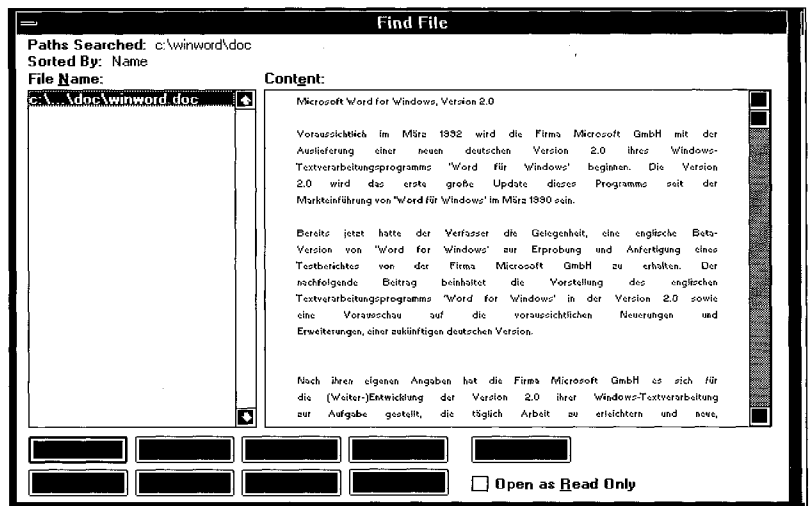 Find File
Paths Searched: c:\winword\doc
Sorted By: Name
File Name:
Content:
c:\...\doc\winword.doc
Microsoft Word for Windows, Version 2.0
Voraussichtlich im März 1992 wird die Firma Microsoft GmbH mit der
Auslieferung einer neuen deutschen Version 2.0 ihres Windows-
Textverarbeitungsprogramms "Word für Windows" beginnen. Die Version
2.0 wird das erste große Update dieses Programms seit der
Markteinführung von "Word für Windows" im März 1990 sein.
Bereits jetzt hatte der Verfasser die Gelegenheit, eine englische Beta-
Version von "Word for Windows" zur Erprobung und Anfertigung eines
Testberichtes von der Firma Microsoft GmbH zu erhalten. Der
nachfolgende Beitrag beinhaltet die Vorstellung des englischen
Textverarbeitungsprogramms "Word for Windows" in der Version 2.0 sowie
eine Vorausschau auf die voraussichtlichen Neuerungen und
Erweiterungen, einer zukünftigen deutschen Version.
Nach ihren eigenen Angaben hat die Firma Microsoft GmbH es sich für
die (Weiter-)Entwicklung der Version 2.0 ihrer Windows-Textverarbeitung
zur Aufgabe gestellt, die täglich Arbeit zu erleichtern und neue,
Open as Read Only